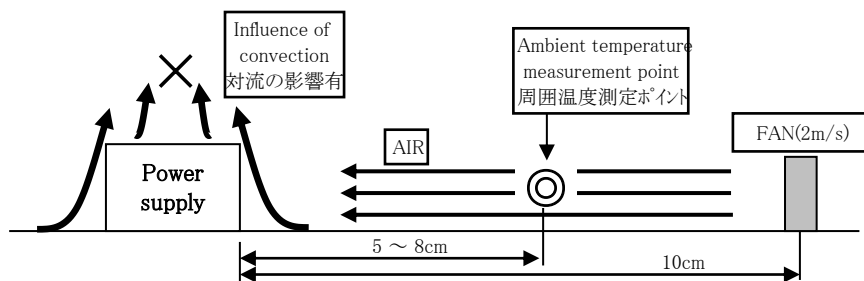 Influence of
convection
対流の影響有
Ambient temperature
measurement point
周囲温度測定ポイント
FAN(2m/s)
AIR
Power
supply
5 ～ 8cm
10cm